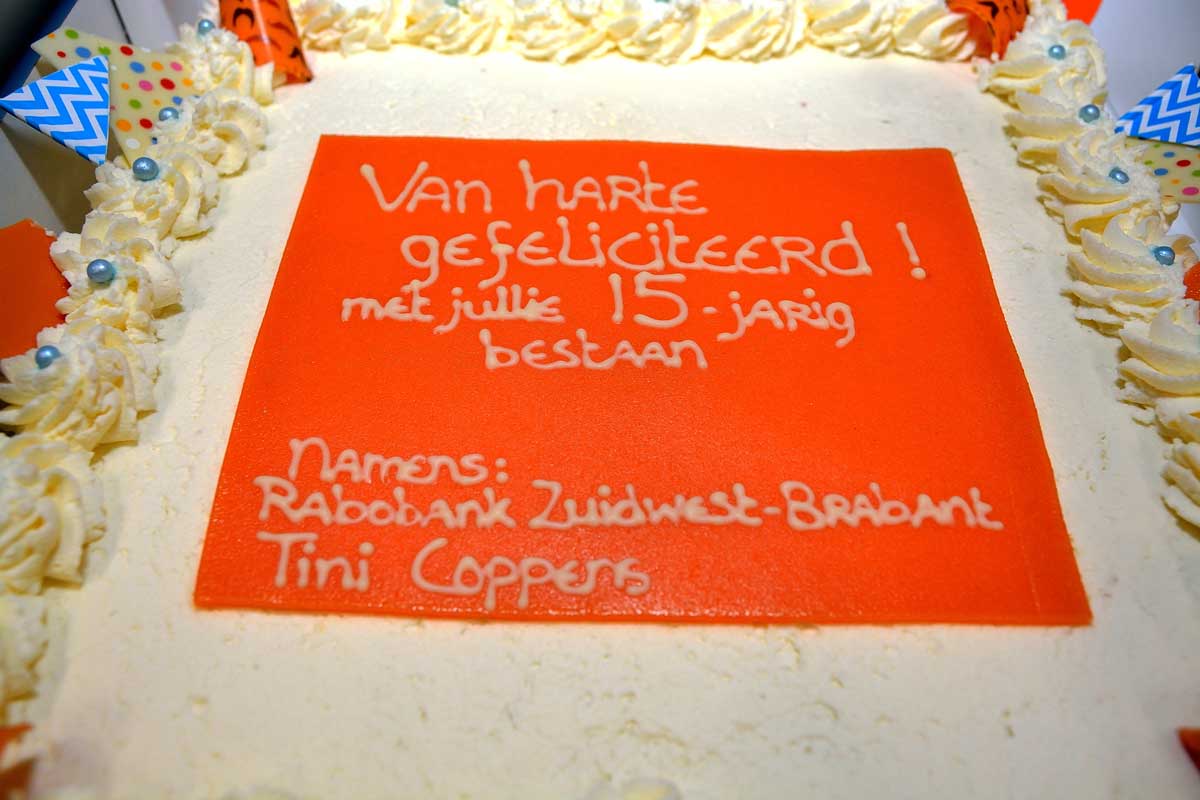 Van harte
gefeliciteerd !
met jullie 15-jarig
bestaan
Namens:
Rabobank Zuidwest-Brabant
Tini Coppens